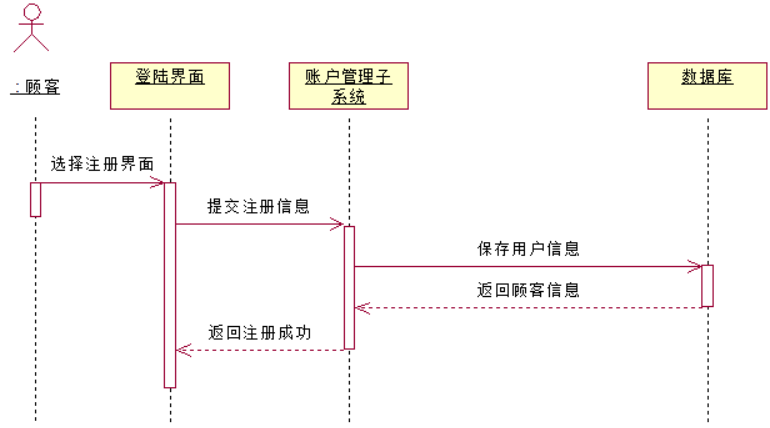 : 顾客
登陆界面
账户管理子
系统
数据库
选择注册界面
提交注册信息
保存用户信息
返回顾客信息
返回注册成功